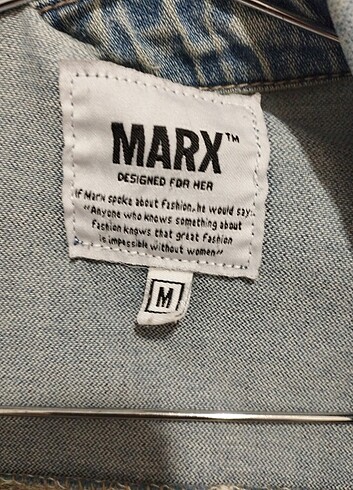 MARX™
DESIGNED FOR HER
If Marx spoke about fashion, he would say:
"Anyone who knows something about
fashion knows that great fashion
is impessible without women"
M